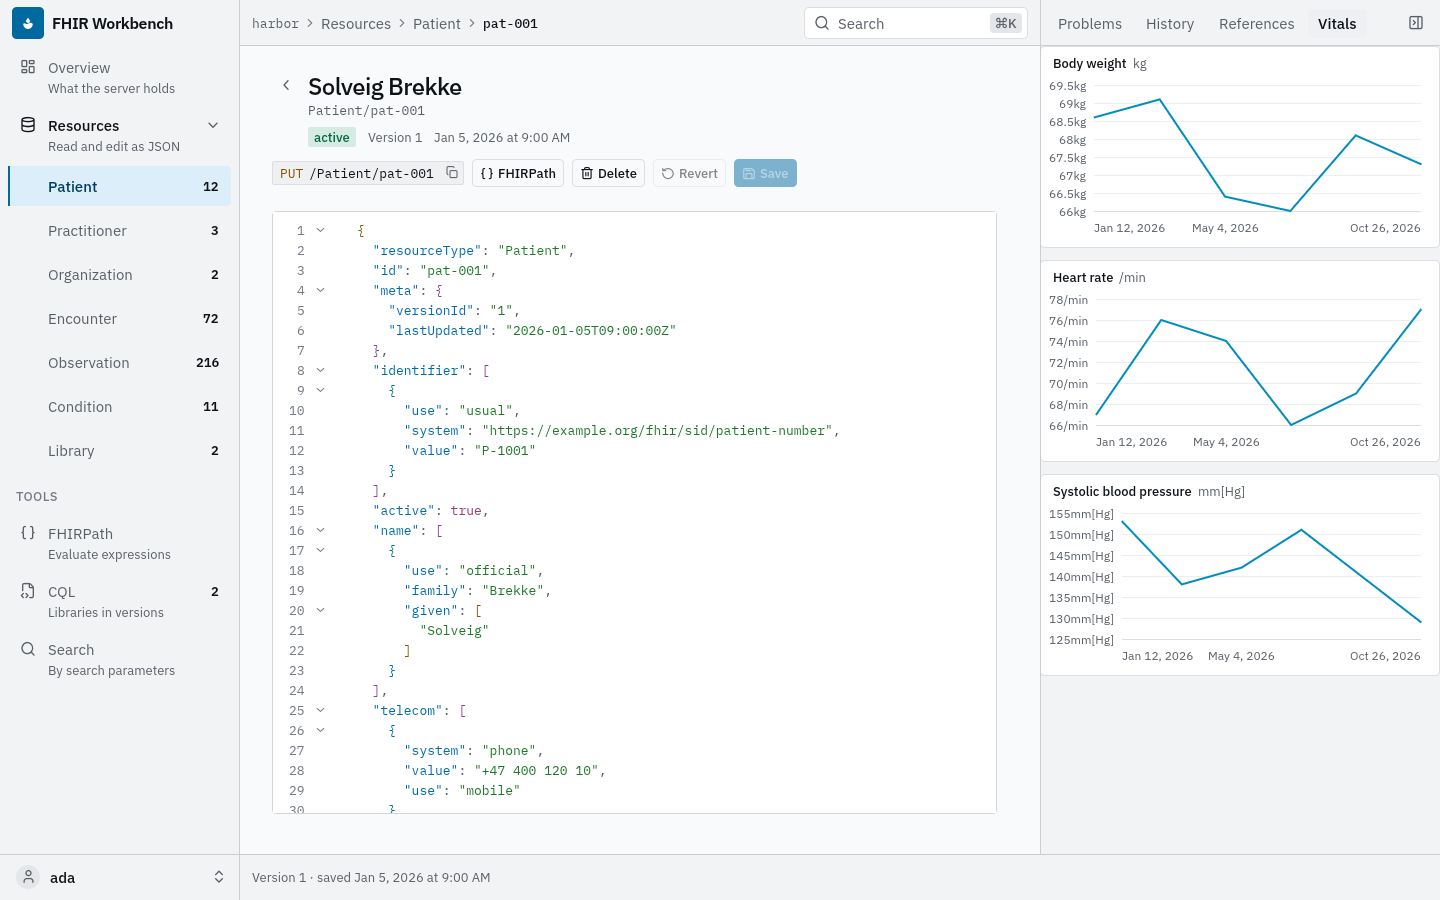 FHIR Workbench
Overview
What the server holds
Resources
Read and edit as JSON
Patient 12
Practitioner 3
Organization 2
Encounter 72
Observation 216
Condition 11
Library 2
TOOLS
FHIRPath
Evaluate expressions
CQL 2
Libraries in versions
Search
By search parameters
ada
harbor > Resources > Patient > pat-001
Search ⌘K
Solveig Brekke
Patient/pat-001
active Version 1 Jan 5, 2026 at 9:00 AM
PUT /Patient/pat-001 {} FHIRPath Delete Revert Save
1 {
2 "resourceType": "Patient",
3 "id": "pat-001",
4 "meta": {
5 "versionId": "1",
6 "lastUpdated": "2026-01-05T09:00:00Z"
7 },
8 "identifier": [
9 {
10 "use": "usual",
11 "system": "https://example.org/fhir/sid/patient-number",
12 "value": "P-1001"
13 }
14 ],
15 "active": true,
16 "name": [
17 {
18 "use": "official",
19 "family": "Brekke",
20 "given": [
21 "Solveig"
22 ]
23 }
24 ],
25 "telecom": [
26 {
27 "system": "phone",
28 "value": "+47 400 120 10",
29 "use": "mobile"
30 }
Version 1 · saved Jan 5, 2026 at 9:00 AM
Problems History References Vitals
Body weight kg
69.5kg
69kg
68.5kg
68kg
67.5kg
67kg
66.5kg
66kg
Jan 12, 2026 May 4, 2026 Oct 26, 2026
Heart rate /min
78/min
76/min
74/min
72/min
70/min
68/min
66/min
Jan 12, 2026 May 4, 2026 Oct 26, 2026
Systolic blood pressure mm[Hg]
155mm[Hg]
150mm[Hg]
145mm[Hg]
140mm[Hg]
135mm[Hg]
130mm[Hg]
125mm[Hg]
Jan 12, 2026 May 4, 2026 Oct 26, 2026